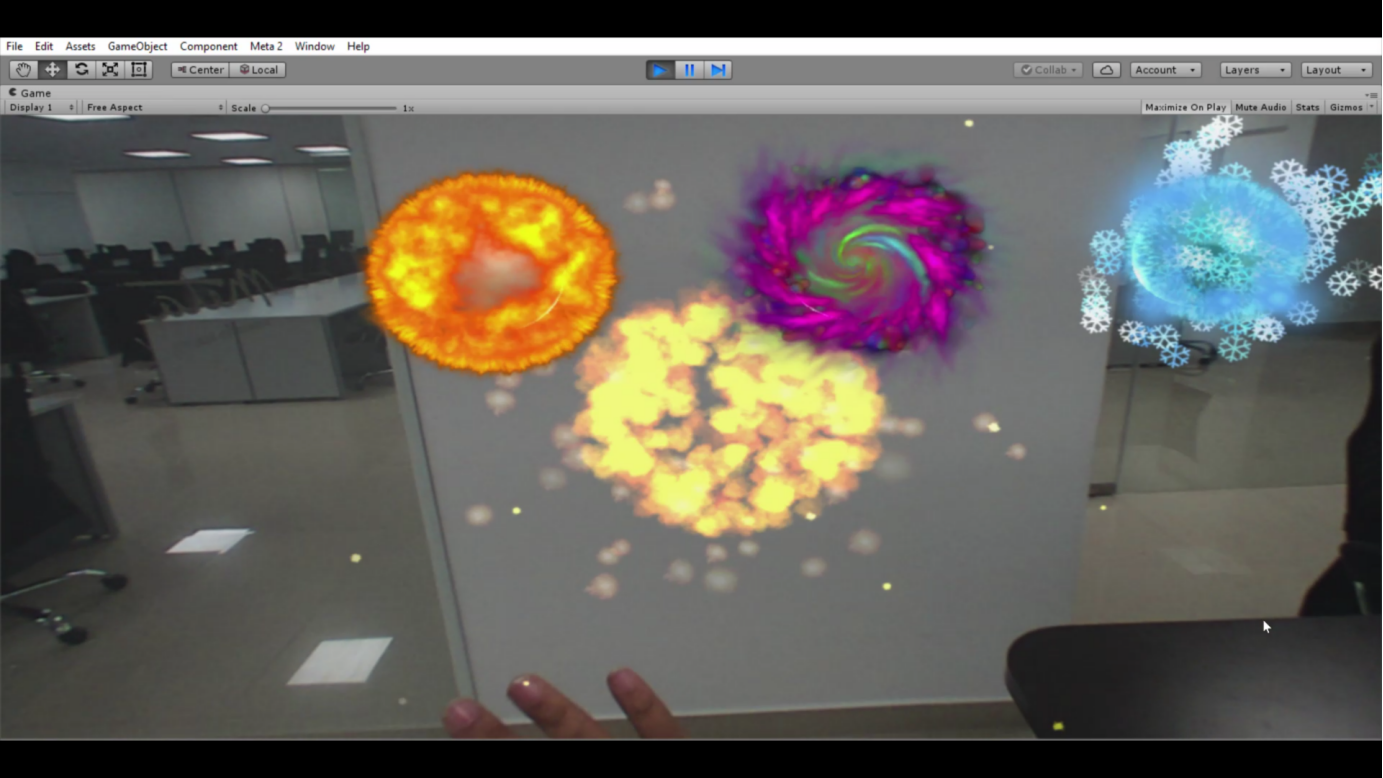 File Edit Assets GameObject Component Meta 2 Window Help
Center Local Collab Account Layers Layout
Game
Display 1 Free Aspect Scale 1x Maximize On Play Mute Audio Stats Gizmos